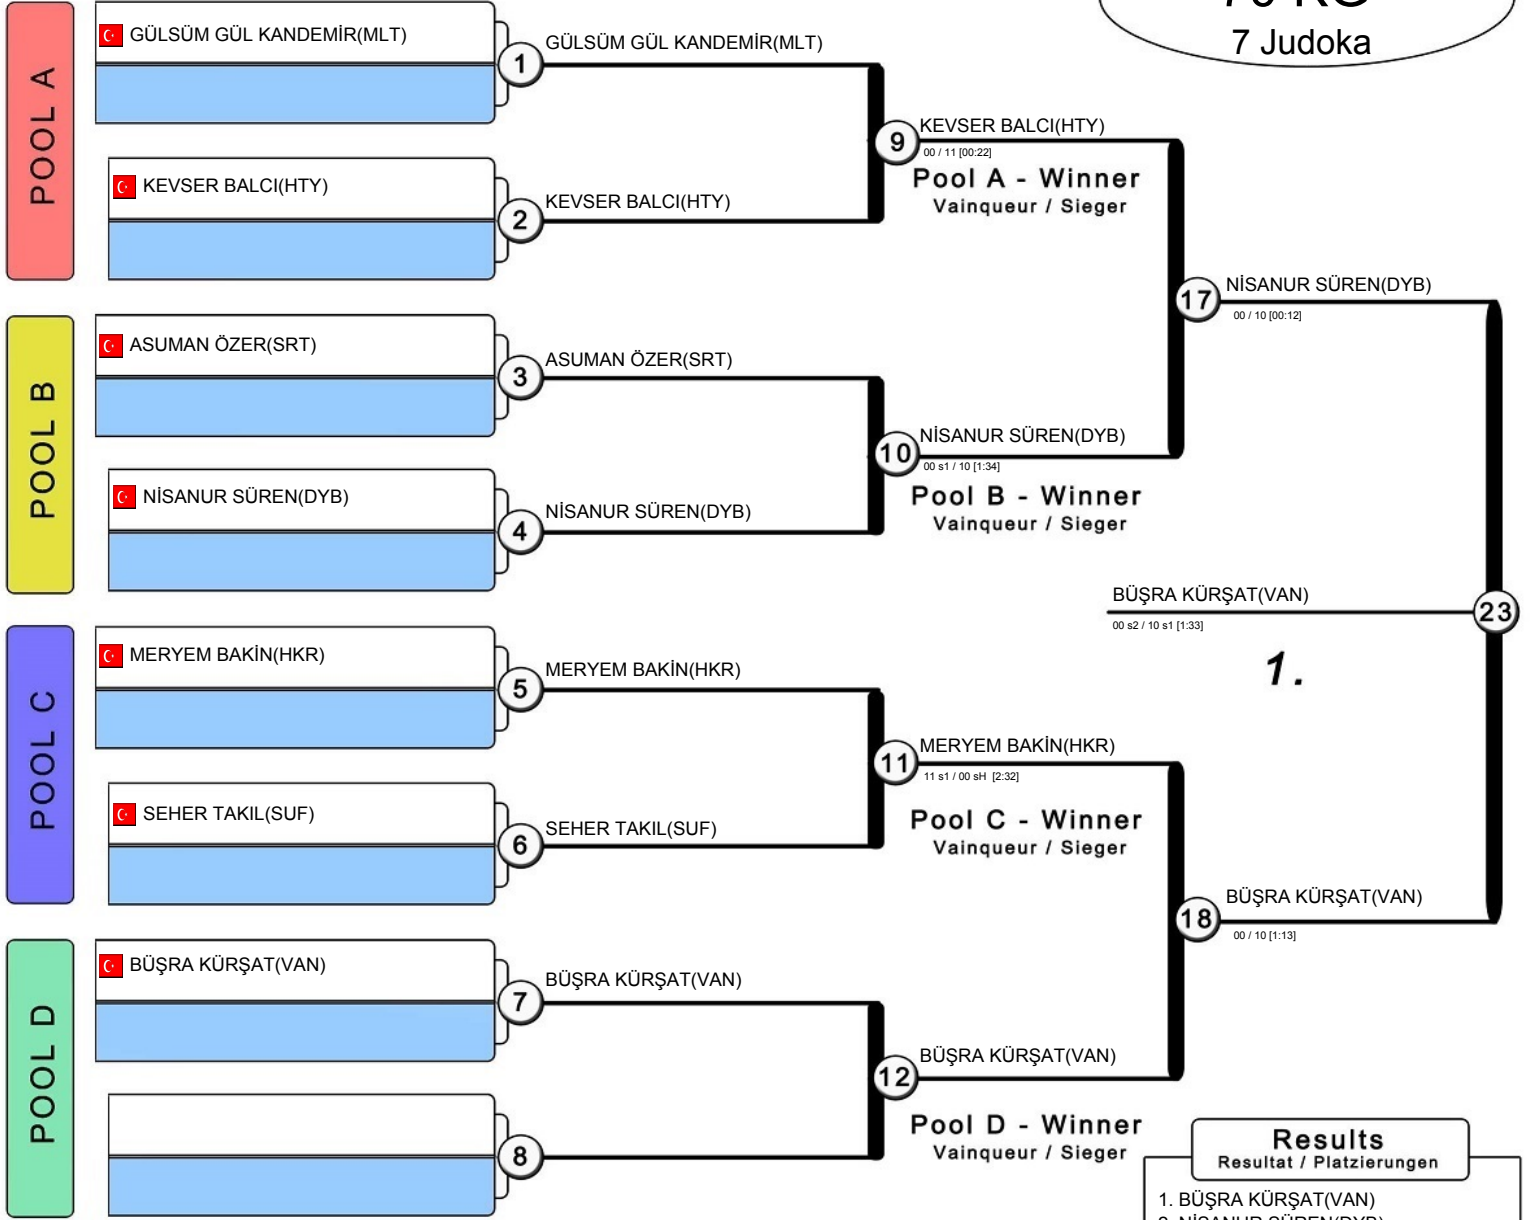 KG
7 Judoka
POOL A
GÜLSÜM GÜL KANDEMİR(MLT)
1
GÜLSÜM GÜL KANDEMİR(MLT)
KEVSER BALCI(HTY)
2
KEVSER BALCI(HTY)
9
KEVSER BALCI(HTY)
00 / 11 [00:22]
Pool A - Winner
Vainqueur / Sieger
POOL B
ASUMAN ÖZER(SRT)
3
ASUMAN ÖZER(SRT)
NİSANUR SÜREN(DYB)
4
NİSANUR SÜREN(DYB)
10
NİSANUR SÜREN(DYB)
00 s1 / 10 [1:34]
Pool B - Winner
Vainqueur / Sieger
17
NİSANUR SÜREN(DYB)
00 / 10 [00:12]
POOL C
MERYEM BAKİN(HKR)
5
MERYEM BAKİN(HKR)
SEHER TAKIL(SUF)
6
SEHER TAKIL(SUF)
11
MERYEM BAKİN(HKR)
11 s1 / 00 sH [2:32]
Pool C - Winner
Vainqueur / Sieger
POOL D
BÜŞRA KÜRŞAT(VAN)
7
BÜŞRA KÜRŞAT(VAN)
8
12
BÜŞRA KÜRŞAT(VAN)
Pool D - Winner
Vainqueur / Sieger
18
BÜŞRA KÜRŞAT(VAN)
00 / 10 [1:13]
BÜŞRA KÜRŞAT(VAN)
23
00 s2 / 10 s1 [1:33]
1.
Results
Resultat / Platzierungen
1. BÜŞRA KÜRŞAT(VAN)
2. NİSANUR SÜREN(DYB)